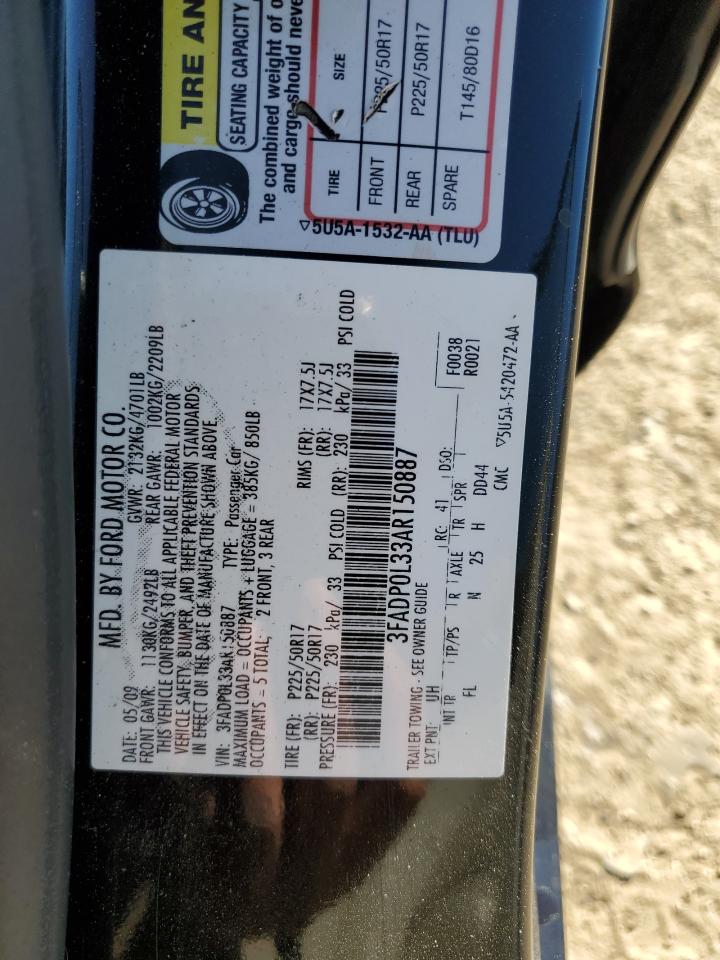 TIRE AN
SEATING CAPACITY
The combined weight of o
and cargo should neve
TIRE SIZE
FRONT P225/50R17
REAR P225/50R17
SPARE T145/80D16
▽5U5A-1532-AA (TLU)
MFD. BY FORD MOTOR CO.
DATE: 05/09 GVWR: 2132KG/4701LB
FRONT GAWR: 1130KG/2492LB REAR GAWR: 1002KG/2209LB
THIS VEHICLE CONFORMS TO ALL APPLICABLE FEDERAL MOTOR
VEHICLE SAFETY, BUMPER, AND THEFT PREVENTION STANDARDS
IN EFFECT ON THE DATE OF MANUFACTURE SHOWN ABOVE
VIN: 3FADP0L33AR150887 TYPE: Passenger Car
MAXIMUM LOAD = OCCUPANTS + LUGGAGE = 385KG/ 850LB
OCCUPANTS = 5 TOTAL, 2 FRONT, 3 REAR
TIRE (FR): P225/50R17 RIMS (FR): 17X7.5J
(RR): P225/50R17 (RR): 17X7.5J
PRESSURE (FR): 230 kPa/ 33 PSI COLD (RR): 230 kPa/ 33 PSI COLD
3FADP0L33AR150887
TRAILER TOWING - SEE OWNER GUIDE F0038
EXT PNT: UH RC: 41 DSO: R0021
INT TR TP/PS R AXLE TR SPR
FL N 25 H DD44
CMC ▽5U5A-5420472-AA